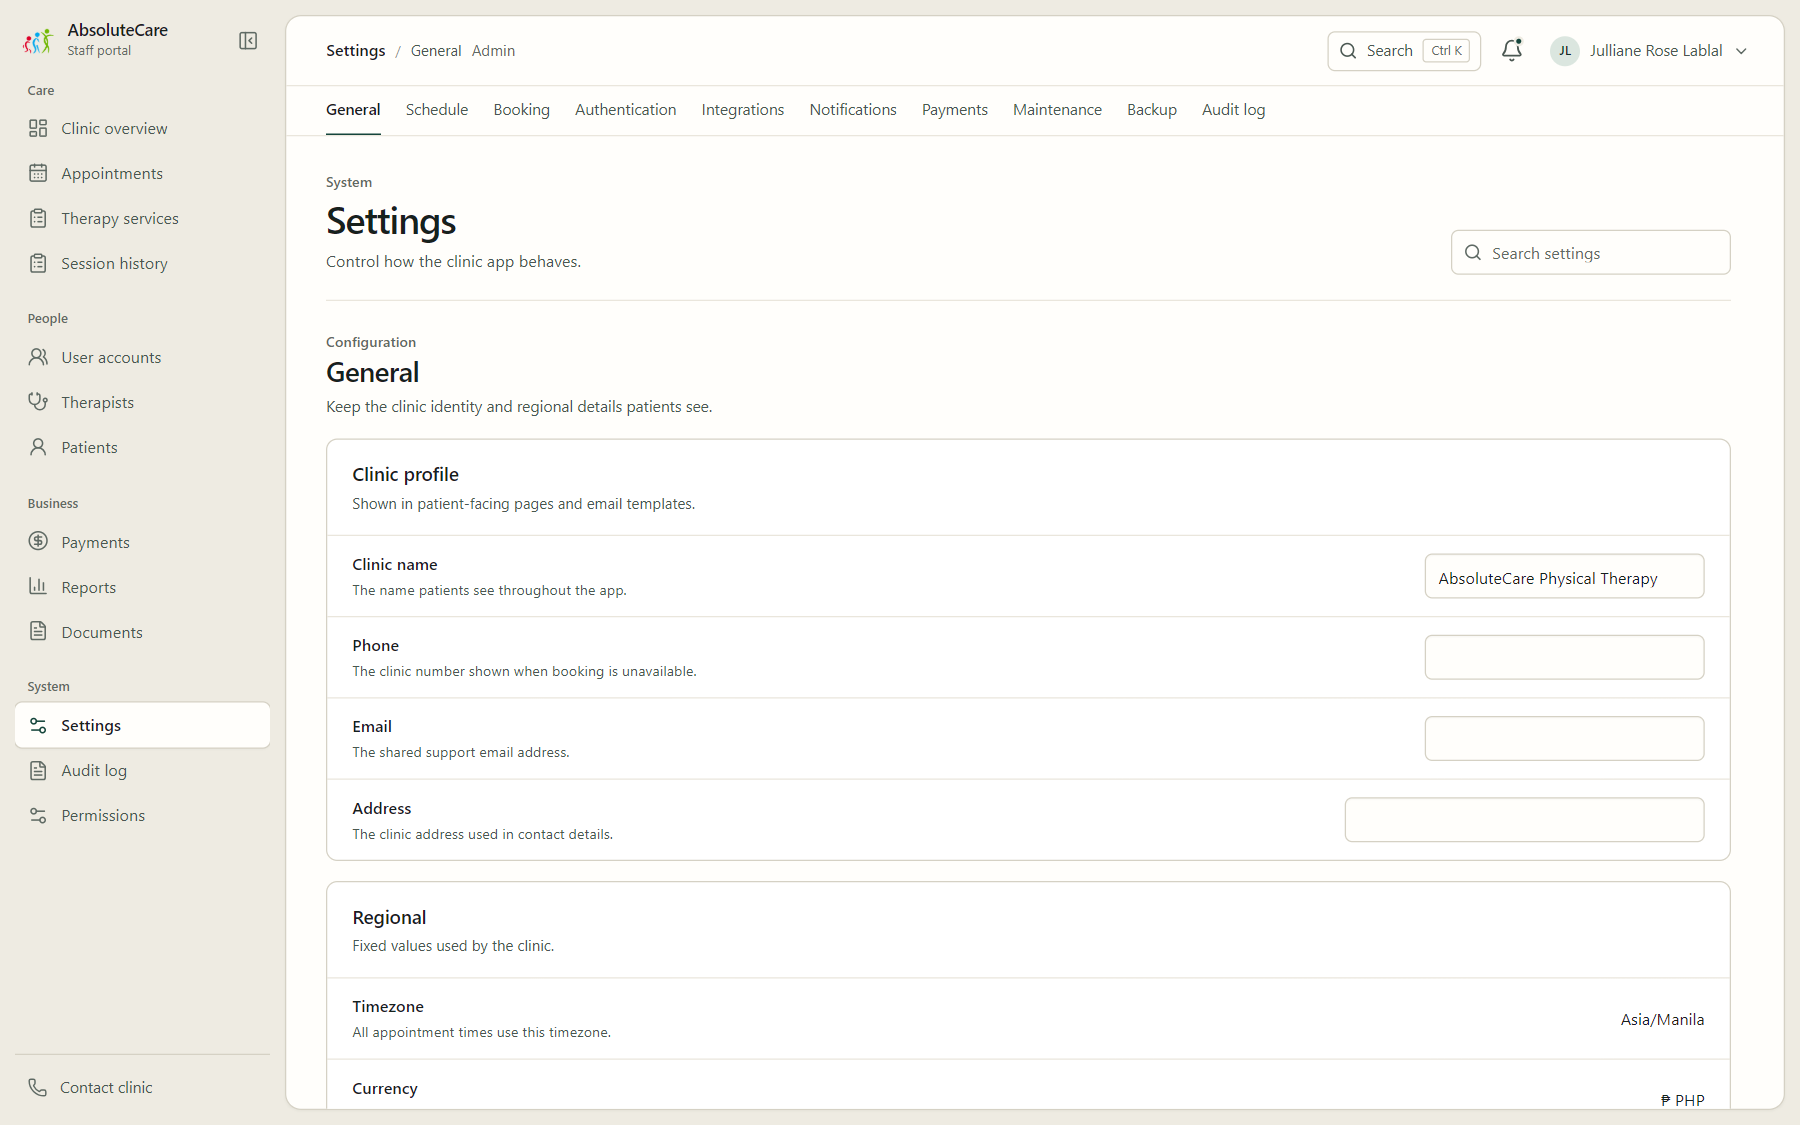 AbsoluteCare
Staff portal
Care
Clinic overview
Appointments
Therapy services
Session history
People
User accounts
Therapists
Patients
Business
Payments
Reports
Documents
System
Settings
Audit log
Permissions
Contact clinic
Settings / General Admin
Search Ctrl K
JL Julliane Rose Lablal
General Schedule Booking Authentication Integrations Notifications Payments Maintenance Backup Audit log
System
Settings
Control how the clinic app behaves.
Search settings
Configuration
General
Keep the clinic identity and regional details patients see.
Clinic profile
Shown in patient-facing pages and email templates.
Clinic name
The name patients see throughout the app.
AbsoluteCare Physical Therapy
Phone
The clinic number shown when booking is unavailable.
Email
The shared support email address.
Address
The clinic address used in contact details.
Regional
Fixed values used by the clinic.
Timezone
All appointment times use this timezone.
Asia/Manila
Currency
₱ PHP